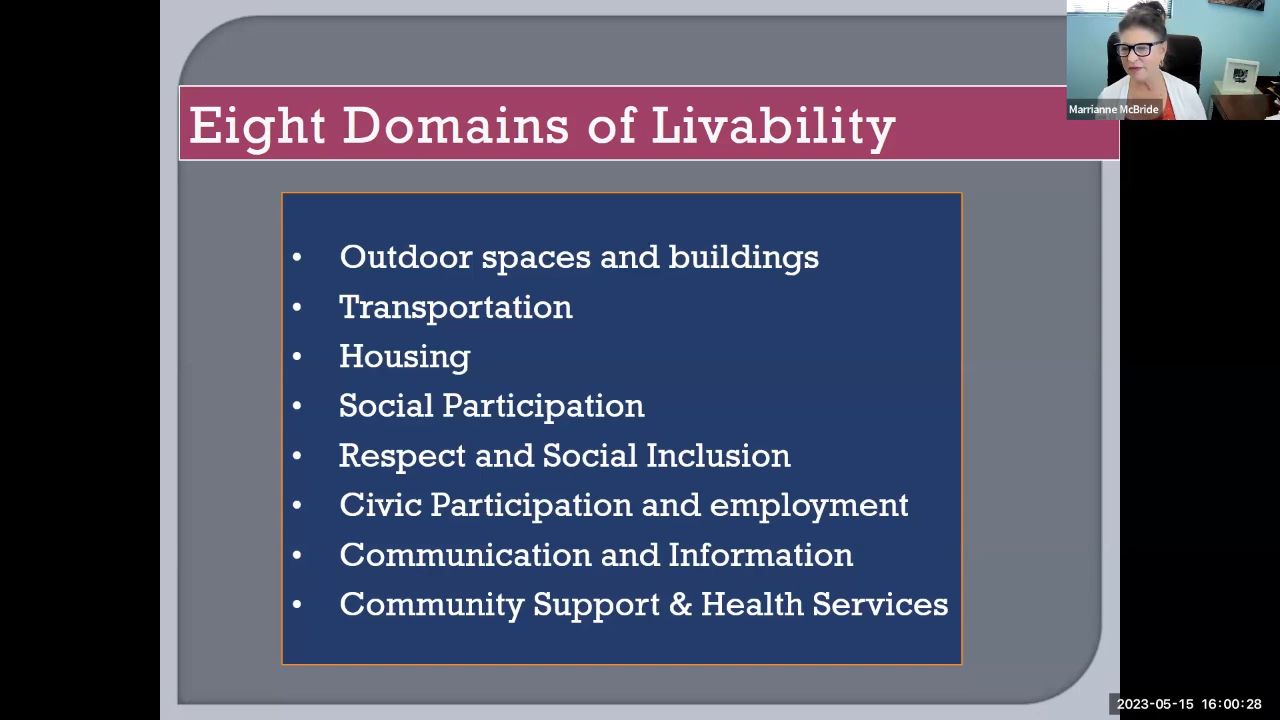 Eight Domains of Livability
Marrianne McBride
• Outdoor spaces and buildings
• Transportation
• Housing
• Social Participation
• Respect and Social Inclusion
• Civic Participation and employment
• Communication and Information
• Community Support & Health Services
2023-05-15 16:00:28